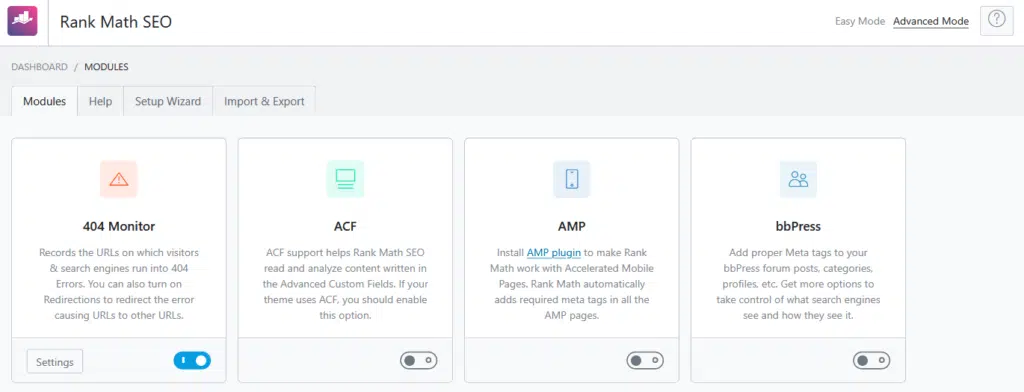 Rank Math SEO
Easy Mode Advanced Mode
DASHBOARD / MODULES
Modules Help Setup Wizard Import & Export
404 Monitor
Records the URLs on which visitors
& search engines run into 404
Errors. You can also turn on
Redirections to redirect the error
causing URLs to other URLs.
Settings
ACF
ACF support helps Rank Math SEO
read and analyze content written in
the Advanced Custom Fields. If your
theme uses ACF, you should enable
this option.
AMP
Install AMP plugin to make Rank
Math work with Accelerated Mobile
Pages. Rank Math automatically
adds required meta tags in all the
AMP pages.
bbPress
Add proper Meta tags to your
bbPress forum posts, categories,
profiles, etc. Get more options to
take control of what search engines
see and how they see it.